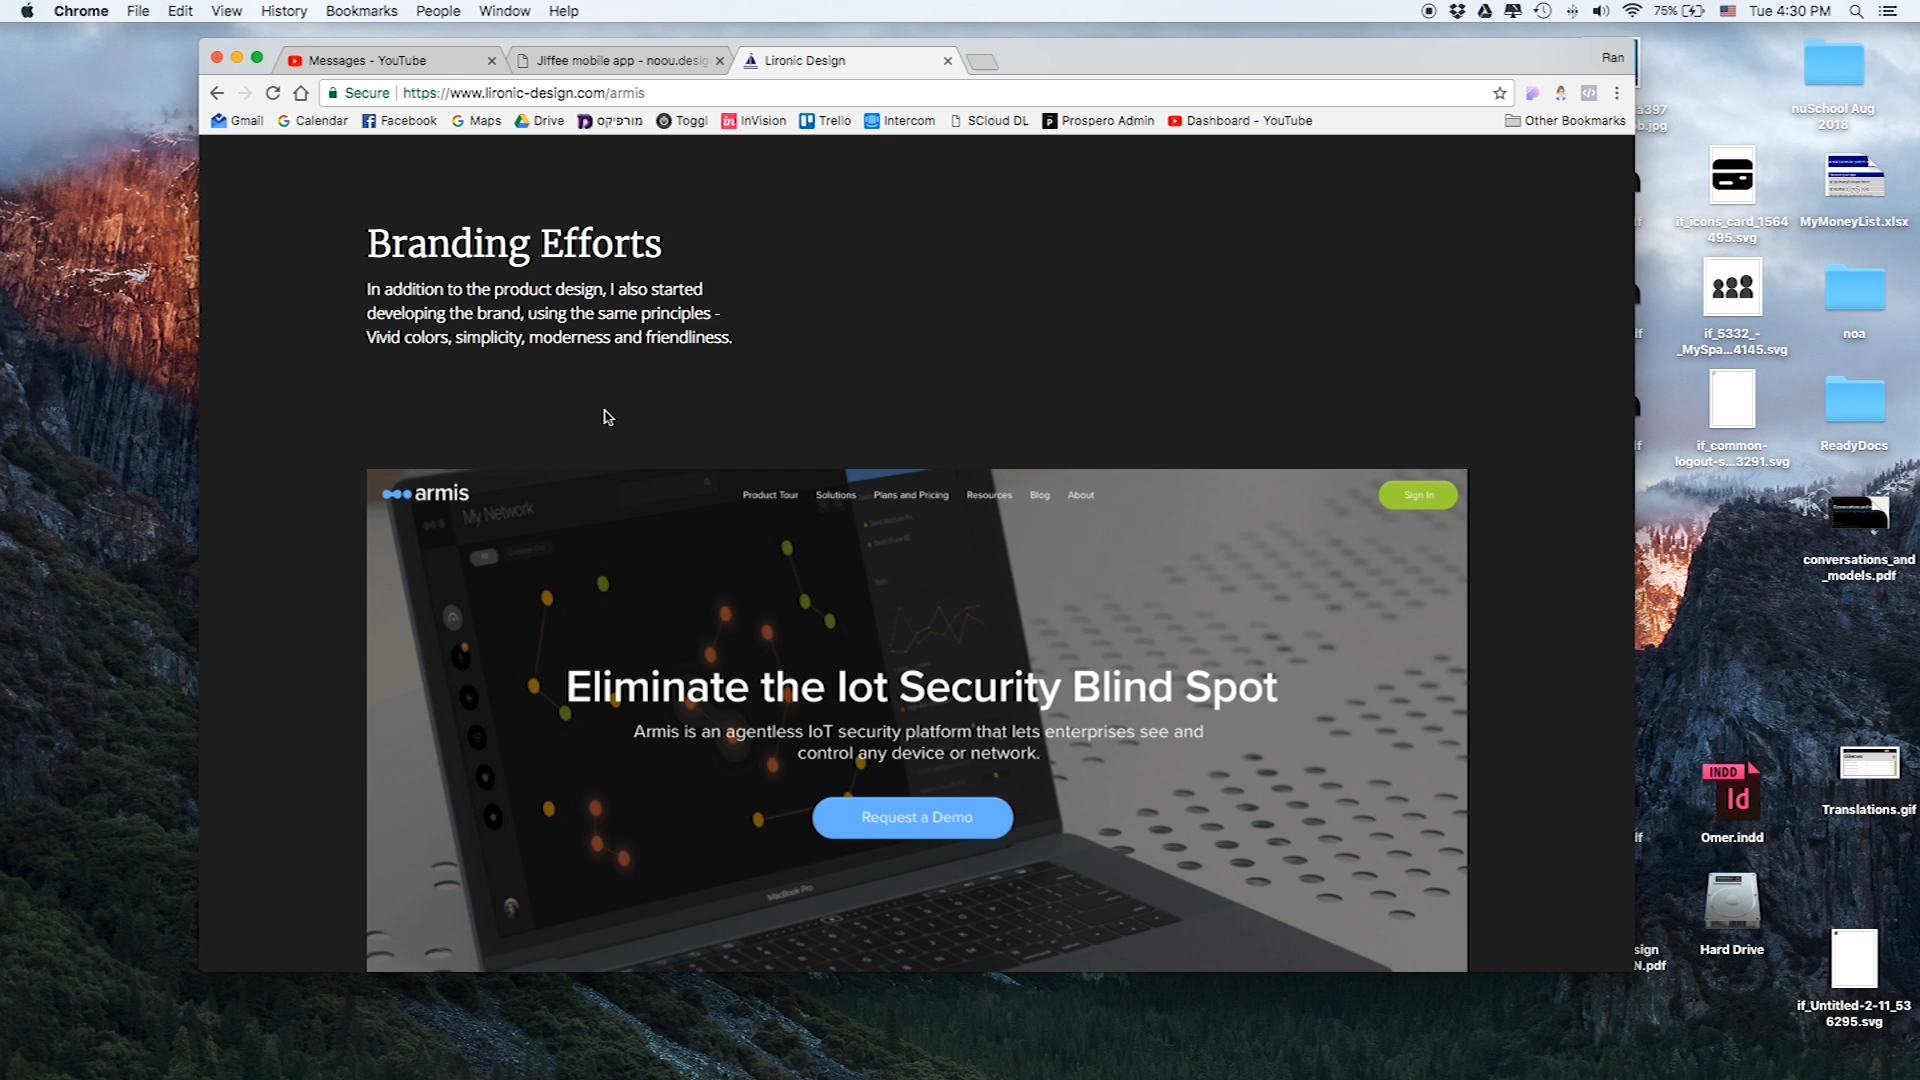 Chrome File Edit View History Bookmarks People Window Help
75% Tue 4:30 PM
Messages - YouTube
Jiffee mobile app - noou.desig
Lironic Design
Ran
Secure https://www.lironic-design.com/armis
Gmail Calendar Facebook Maps Drive מורפיקס Toggl InVision Trello Intercom SCloud DL Prospero Admin Dashboard - YouTube Other Bookmarks
Branding Efforts
In addition to the product design, I also started
developing the brand, using the same principles -
Vivid colors, simplicity, moderness and friendliness.
armis
Product Tour Solutions Plans and Pricing Resources Blog About
Sign In
My Network
Eliminate the Iot Security Blind Spot
Armis is an agentless IoT security platform that lets enterprises see and
control any device or network.
Request a Demo
MacBook Pro
a397
b.jpg
nuSchool Aug
2018
if_icons_card_1564
495.svg
MyMoneyList.xlsx
if_5332_-
_MySpa...4145.svg
noa
if_common-
logout-s...3291.svg
ReadyDocs
conversations_and
_models.pdf
INDD
Id
Omer.indd
Translations.gif
Hard Drive
sign
N.pdf
if_Untitled-2-11_53
6295.svg